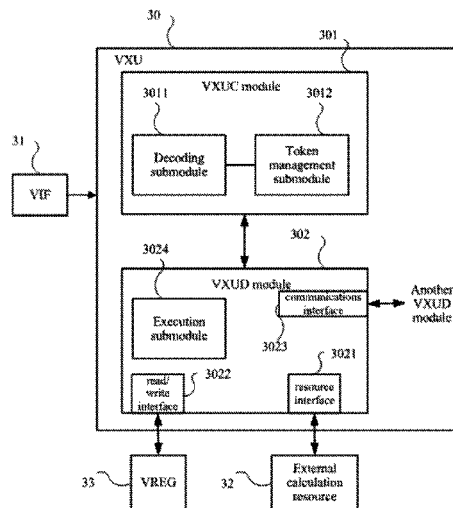 30
301
VXU
VXUC module
3011
3012
31
Decoding
submodule
Token
management
submodule
VIF
302
3024
VXUD module
communications
interface
Another
VXUD
module
Execution
submodule
3023
3021
3022
read/
write
interface
resource
interface
33
VREG
32
External
calculation
resource